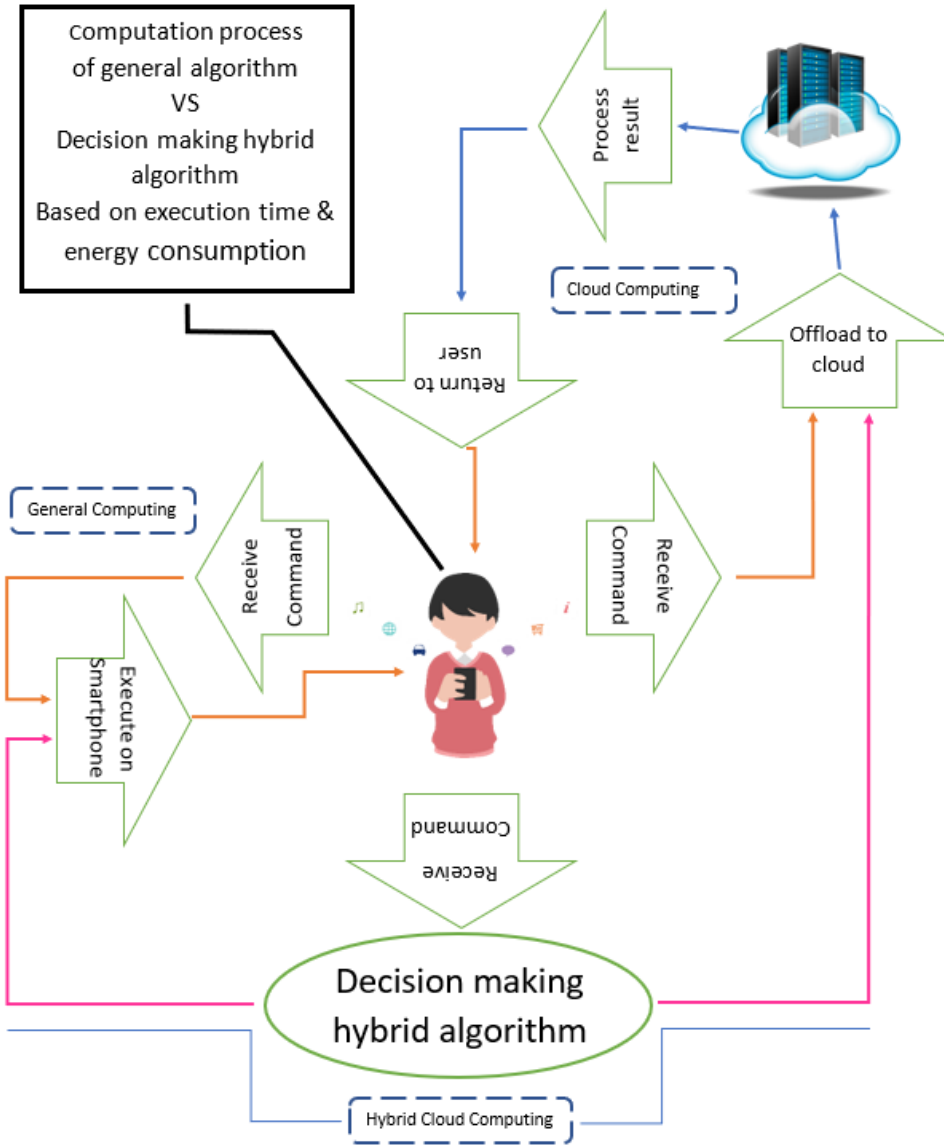 Computation process
of general algorithm
VS
Decision making hybrid
algorithm
Based on execution time &
energy consumption
Process
result
Cloud Computing
Offload to
cloud
Return to
user
General Computing
Receive
Command
Receive
Command
Execute on
Smartphone
Receive
Command
Decision making
hybrid algorithm
Hybrid Cloud Computing